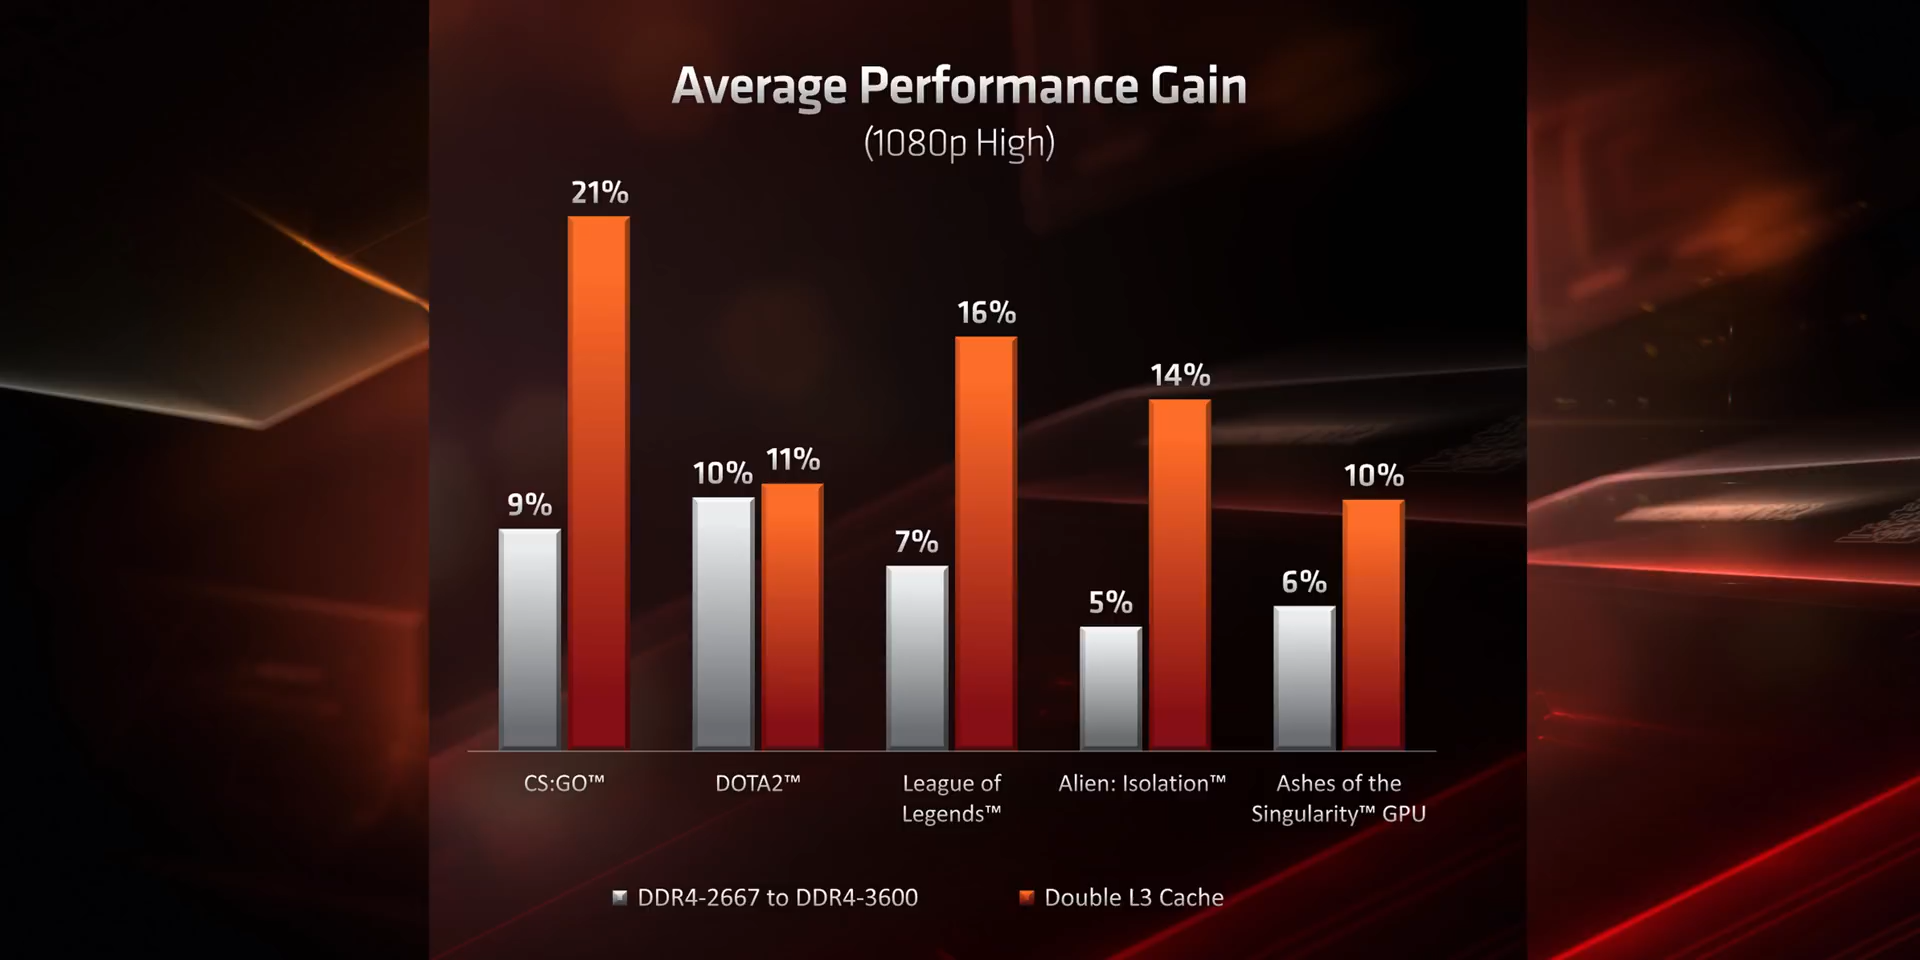 Average Performance Gain
(1080p High)
21%
16%
14%
11%
10%
10%
9%
7%
6%
5%
CS:GO™
DOTA2™
League of
Legends™
Alien: Isolation™
Ashes of the
Singularity™ GPU
DDR4-2667 to DDR4-3600
Double L3 Cache